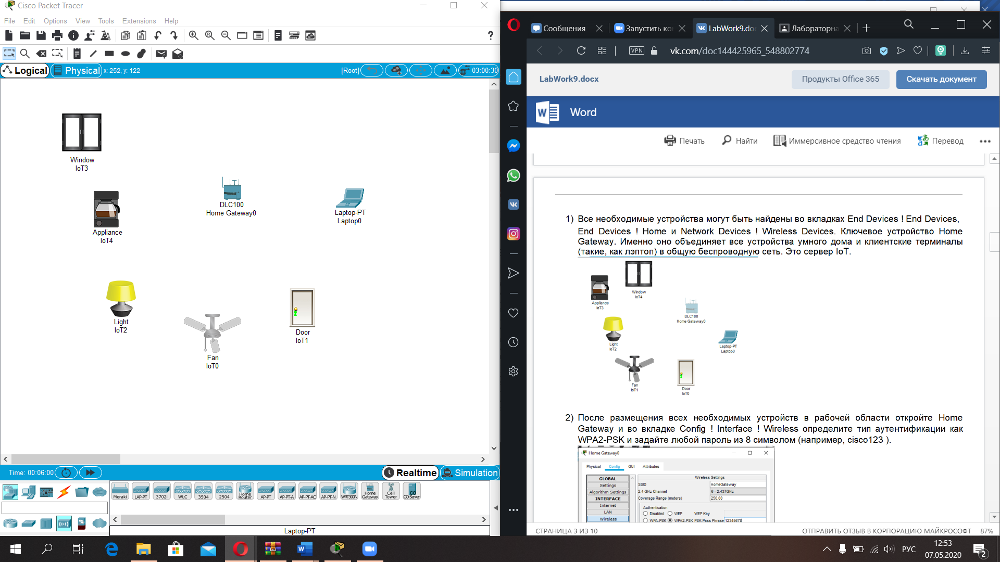 Cisco Packet Tracer
File Edit Options View Tools Extensions Help
Logical Physical x: 252, y: 122 [Root] 03:00:30
Window
IoT3
DLC100
Home Gateway0
Laptop-PT
Laptop0
Appliance
IoT4
Light
IoT2
Door
IoT1
Fan
IoT0
Time: 00:06:00 Realtime Simulation
Meraki LAP-PT 3702i WLC 3504 2504 Home Router AP-PT AP-PT-A AP-PT-AC AP-PT-N WRT300N Home Gateway Cell Tower CO Server
Laptop-PT
Сообщения Запустить ко LabWork9.doc Лабораторна
VPN vk.com/doc144425965_548802774
LabWork9.docx Продукты Office 365 Скачать документ
W Word
Печать Найти Иммерсивное средство чтения Перевод
1) Все необходимые устройства могут быть найдены во вкладках End Devices ! End Devices,
End Devices ! Home и Network Devices ! Wireless Devices. Ключевое устройство Home
Gateway. Именно оно объединяет все устройства умного дома и клиентские терминалы
(такие, как лэптоп) в общую беспроводную сеть. Это сервер IoT.
Window
IoT4
Appliance
IoT3
DLC100
Home Gateway0
Light
IoT2
Laptop-PT
Laptop0
Fan
IoT1
Door
IoT0
2) После размещения всех необходимых устройств в рабочей области откройте Home
Gateway и во вкладке Config ! Interface ! Wireless определите тип аутентификации как
WPA2-PSK и задайте любой пароль из 8 символом (например, cisco123 ).
Home Gateway0
Physical Config GUI Attributes
GLOBAL
Settings
Algorithm Settings
INTERFACE
Internet
LAN
Wireless
Wireless Settings
SSID HomeGateway
2.4 GHz Channel 6 - 2.437GHz
Coverage Range (meters) 250,00
Authentication
Disabled WEP WEP Key
WPA-PSK WPA2-PSK PSK Pass Phrase 12345678
СТРАНИЦА 3 ИЗ 10 ОТПРАВИТЬ ОТЗЫВ В КОРПОРАЦИЮ МАЙКРОСОФТ 87%
РУС 12:53
07.05.2020
2